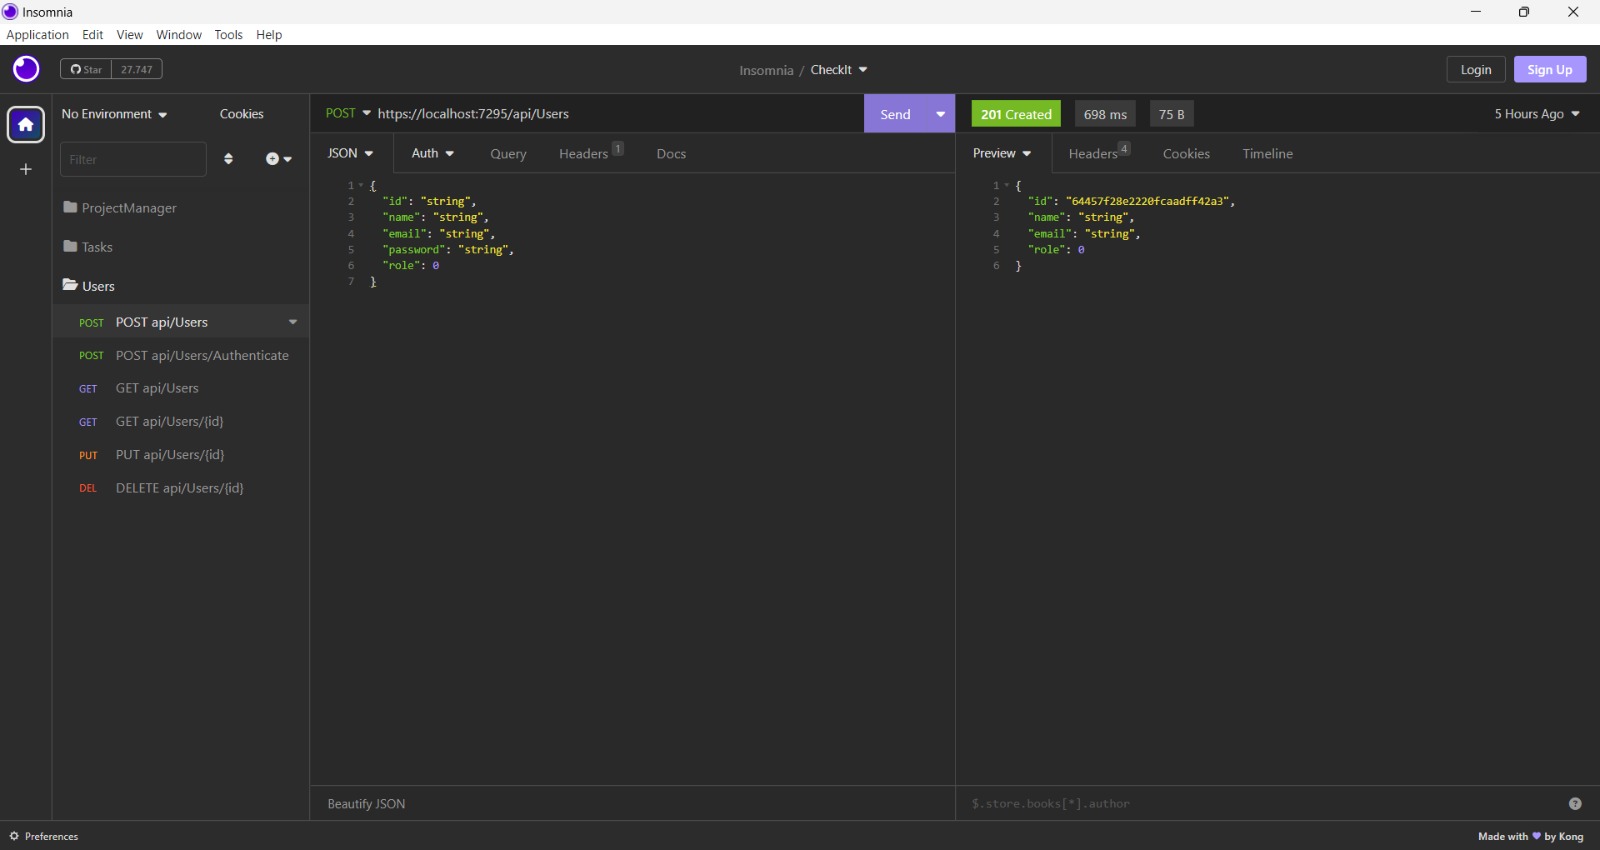 Insomnia
Application Edit View Window Tools Help
Star 27.747
Insomnia / CheckIt
Login Sign Up
No Environment Cookies
POST https://localhost:7295/api/Users Send
201 Created 698 ms 75 B 5 Hours Ago
Filter
JSON Auth Query Headers 1 Docs
Preview Headers 4 Cookies Timeline
ProjectManager
Tasks
Users
POST POST api/Users
POST POST api/Users/Authenticate
GET GET api/Users
GET GET api/Users/{id}
PUT PUT api/Users/{id}
DEL DELETE api/Users/{id}
1 {
2 "id": "string",
3 "name": "string",
4 "email": "string",
5 "password": "string",
6 "role": 0
7 }
1 {
2 "id": "64457f28e2220fcaadff42a3",
3 "name": "string",
4 "email": "string",
5 "role": 0
6 }
Beautify JSON
$.store.books[*].author
Preferences
Made with 💜 by Kong